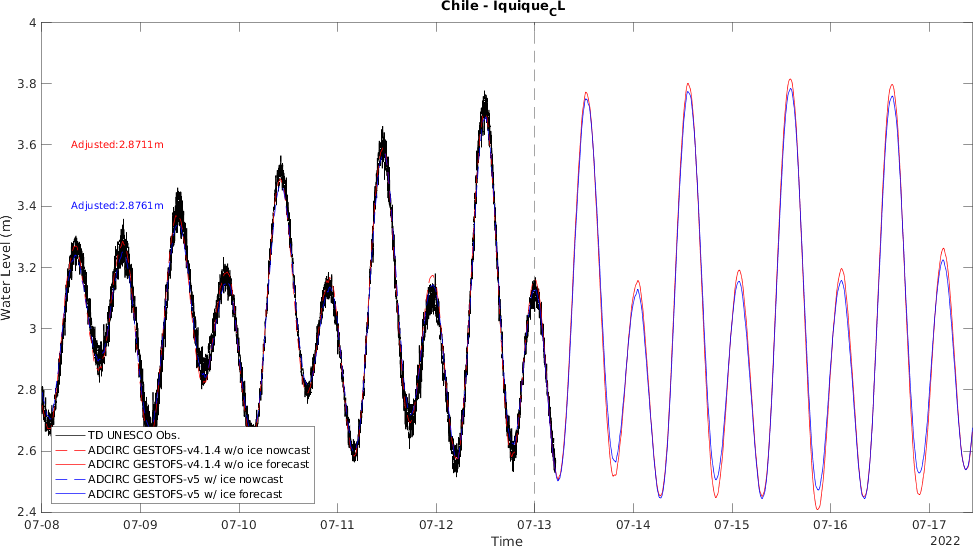 Chile - Iquique_CL
4
3.8
3.6
3.4
3.2
3
2.8
2.6
2.4
Water Level (m)
Adjusted:2.8711m
Adjusted:2.8761m
TD UNESCO Obs.
ADCIRC GESTOFS-v4.1.4 w/o ice nowcast
ADCIRC GESTOFS-v4.1.4 w/o ice forecast
ADCIRC GESTOFS-v5 w/ ice nowcast
ADCIRC GESTOFS-v5 w/ ice forecast
07-08 07-09 07-10 07-11 07-12 07-13 07-14 07-15 07-16 07-17
Time
2022